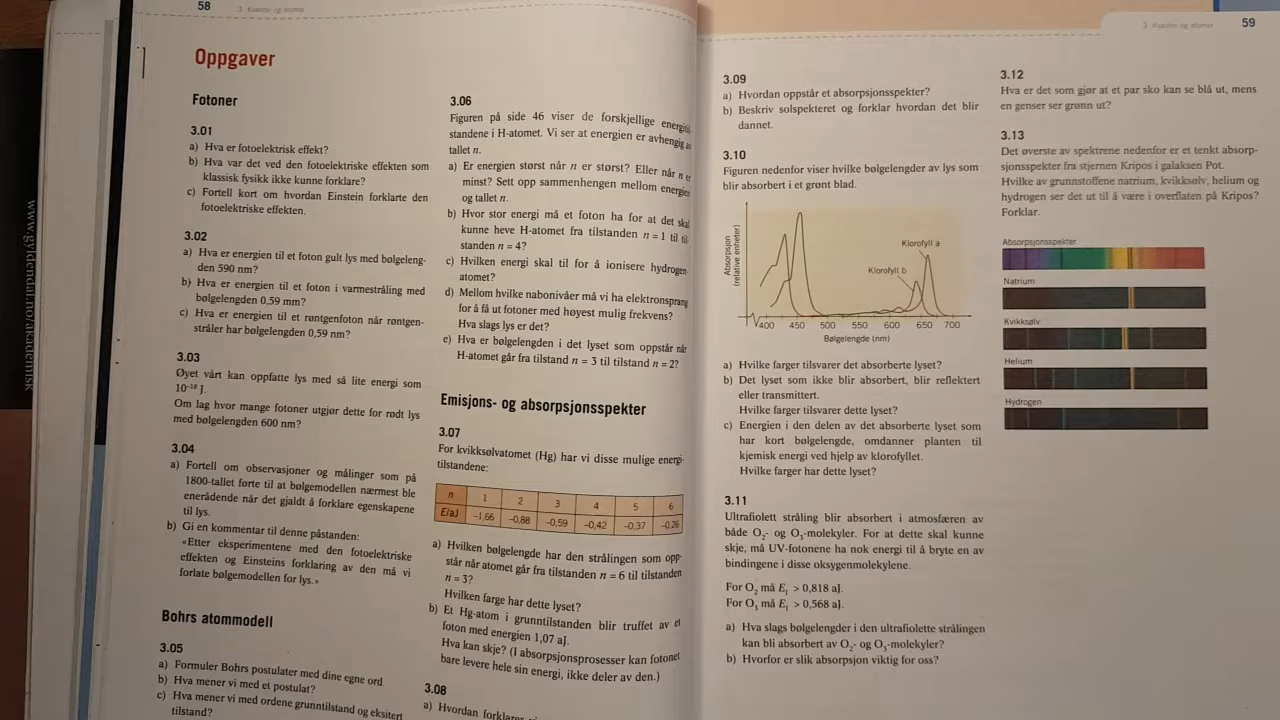 58
3 Kvanter og atomer
Oppgaver
Fotoner
3.01
a) Hva er fotoelektrisk effekt?
b) Hva var det ved den fotoelektriske effekten som
klassisk fysikk ikke kunne forklare?
c) Fortell kort om hvordan Einstein forklarte den
fotoelektriske effekten.
3.02
a) Hva er energien til et foton gult lys med bølgeleng-
den 590 nm?
b) Hva er energien til et foton i varmestråling med
bølgelengden 0,59 mm?
c) Hva er energien til et røntgenfoton når røntgen-
stråler har bølgelengden 0,59 nm?
3.03
Øyet vårt kan oppfatte lys med så lite energi som
10⁻¹⁸ J.
Om lag hvor mange fotoner utgjør dette for rødt lys
med bølgelengden 600 nm?
3.04
a) Fortell om observasjoner og målinger som på
1800-tallet førte til at bølgemodellen nærmest ble
enerådende når det gjaldt å forklare egenskapene
til lys.
b) Gi en kommentar til denne påstanden:
«Etter eksperimentene med den fotoelektriske
effekten og Einsteins forklaring av den må vi
forlate bølgemodellen for lys.»
Bohrs atommodell
3.05
a) Formuler Bohrs postulater med dine egne ord.
b) Hva mener vi med et postulat?
c) Hva mener vi med ordene grunntilstand og eksitert
tilstand?
3.06
Figuren på side 46 viser de forskjellige energitil-
standene i H-atomet. Vi ser at energien er avhengig av
tallet n.
a) Er energien størst når n er størst? Eller når n er
minst? Sett opp sammenhengen mellom energien
og tallet n.
b) Hvor stor energi må et foton ha for at det skal
kunne heve H-atomet fra tilstanden n = 1 til til-
standen n = 4?
c) Hvilken energi skal til for å ionisere hydrogen-
atomet?
d) Mellom hvilke nabonivåer må vi ha elektronsprang
for å få ut fotoner med høyest mulig frekvens?
Hva slags lys er det?
e) Hva er bølgelengden i det lyset som oppstår når
H-atomet går fra tilstand n = 3 til tilstand n = 2?
Emisjons- og absorpsjonsspekter
3.07
For kvikksølvatomet (Hg) har vi disse mulige energi-
tilstandene:
n 1 2 3 4 5 6
E/aJ −1,66 −0,88 −0,59 −0,42 −0,37 −0,26
a) Hvilken bølgelengde har den strålingen som opp-
står når atomet går fra tilstanden n = 6 til tilstanden
n = 3?
Hvilken farge har dette lyset?
b) Et Hg-atom i grunntilstanden blir truffet av et
foton med energien 1,07 aJ.
Hva kan skje? (I absorpsjonsprosesser kan fotonet
bare levere hele sin energi, ikke deler av den.)
3.08
a) Hvordan forklarer
www.gyldendal.no/akademisk
3 Kvanter og atomer
59
3.09
a) Hvordan oppstår et absorpsjonsspekter?
b) Beskriv solspekteret og forklar hvordan det blir
dannet.
3.10
Figuren nedenfor viser hvilke bølgelengder av lys som
blir absorbert i et grønt blad.
Absorpsjon
(relative enheter)
Klorofyll a
Klorofyll b
400 450 500 550 600 650 700
Bølgelengde (nm)
a) Hvilke farger tilsvarer det absorberte lyset?
b) Det lyset som ikke blir absorbert, blir reflektert
eller transmittert.
Hvilke farger tilsvarer dette lyset?
c) Energien i den delen av det absorberte lyset som
har kort bølgelengde, omdanner planten til
kjemisk energi ved hjelp av klorofyllet.
Hvilke farger har dette lyset?
3.11
Ultrafiolett stråling blir absorbert i atmosfæren av
både O₂- og O₃-molekyler. For at dette skal kunne
skje, må UV-fotonene ha nok energi til å bryte en av
bindingene i disse oksygenmolekylene.
For O₂ må Ef > 0,818 aJ.
For O₃ må Ef > 0,568 aJ.
a) Hva slags bølgelengder i den ultrafiolette strålingen
kan bli absorbert av O₂- og O₃-molekyler?
b) Hvorfor er slik absorpsjon viktig for oss?
3.12
Hva er det som gjør at et par sko kan se blå ut, mens
en genser ser grønn ut?
3.13
Det øverste av spektrene nedenfor er et tenkt absorp-
sjonsspekter fra stjernen Kripos i galaksen Pot.
Hvilke av grunnstoffene natrium, kvikksølv, helium og
hydrogen ser det ut til å være i overflaten på Kripos?
Forklar.
Absorpsjonsspekter
Natrium
Kvikksølv
Helium
Hydrogen